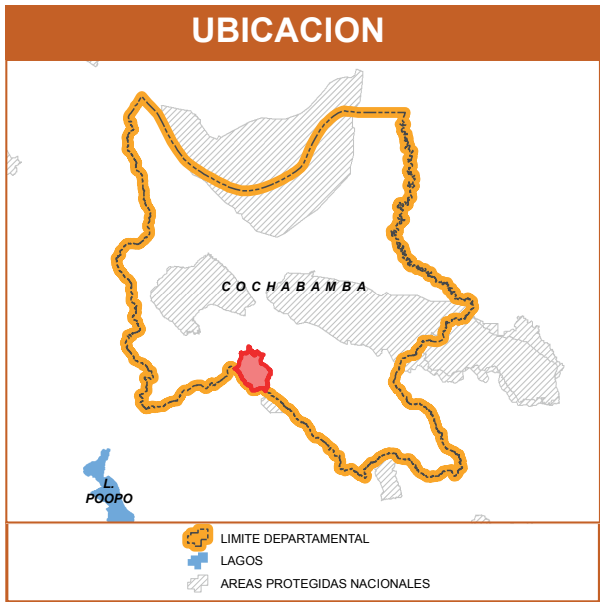 UBICACION
COCHABAMBA
L.
POOPO
LIMITE DEPARTAMENTAL
LAGOS
AREAS PROTEGIDAS NACIONALES